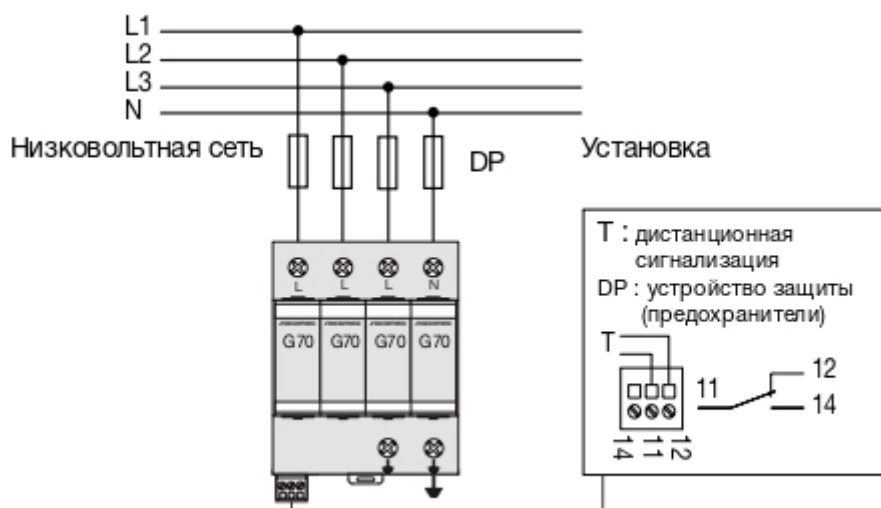 L1
L2
L3
N
Низковольтная сеть
DP
Установка
L L L N
G70 G70 G70 G70
T : дистанционная
сигнализация
DP : устройство защиты
(предохранители)
T
11
12
14
14 11 12